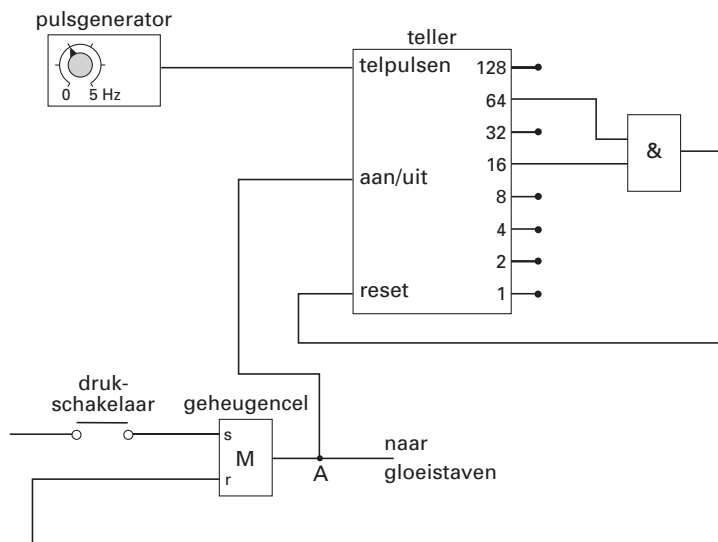 pulsgenerator
0 5 Hz
teller
telpulsen
aan/uit
reset
128
64
32
16
8
4
2
1
&
druk-
schakelaar
geheugencel
s
M
r
A
naar
gloeistaven